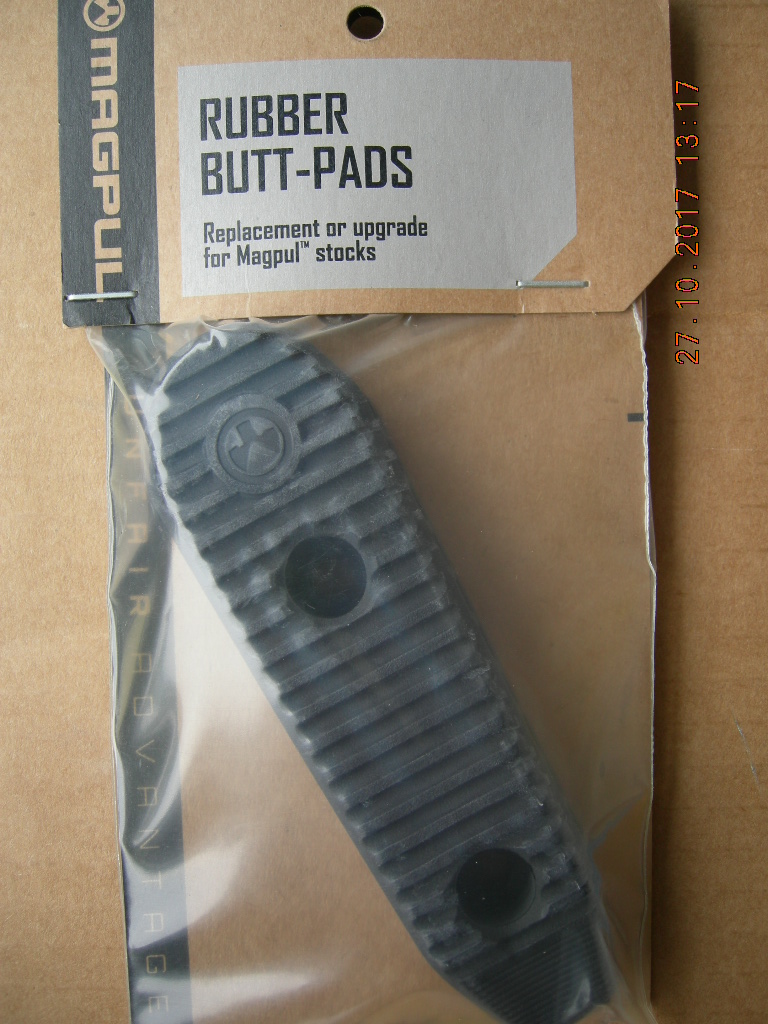 MAGPUL
RUBBER
BUTT-PADS
Replacement or upgrade
for Magpul™ stocks
27.10.2017 13:17
UNFAIR ADVANTAGE